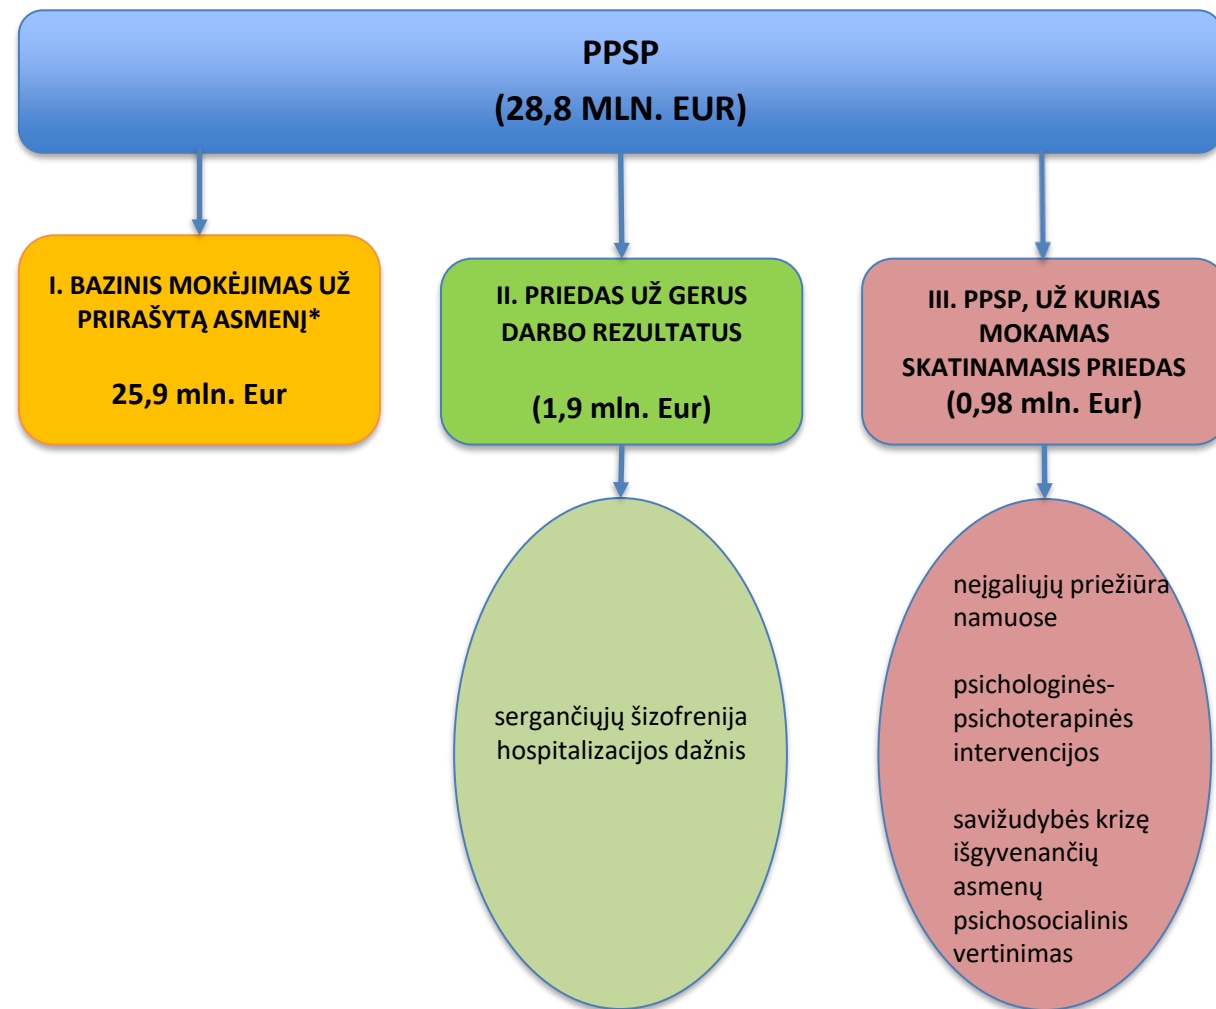 PPSP
(28,8 MLN. EUR)
I. BAZINIS MOKĖJIMAS UŽ
PRIRAŠYTĄ ASMENĮ*
25,9 mln. Eur
II. PRIEDAS UŽ GERUS
DARBO REZULTATUS
(1,9 mln. Eur)
III. PPSP, UŽ KURIAS
MOKAMAS
SKATINAMASIS PRIEDAS
(0,98 mln. Eur)
sergančiųjų šizofrenija
hospitalizacijos dažnis
neįgaliųjų priežiūra
namuose
psichologinės-
psichoterapinės
intervencijos
savižudybės krizę
išgyvenančių
asmenų
psichosocialinis
vertinimas